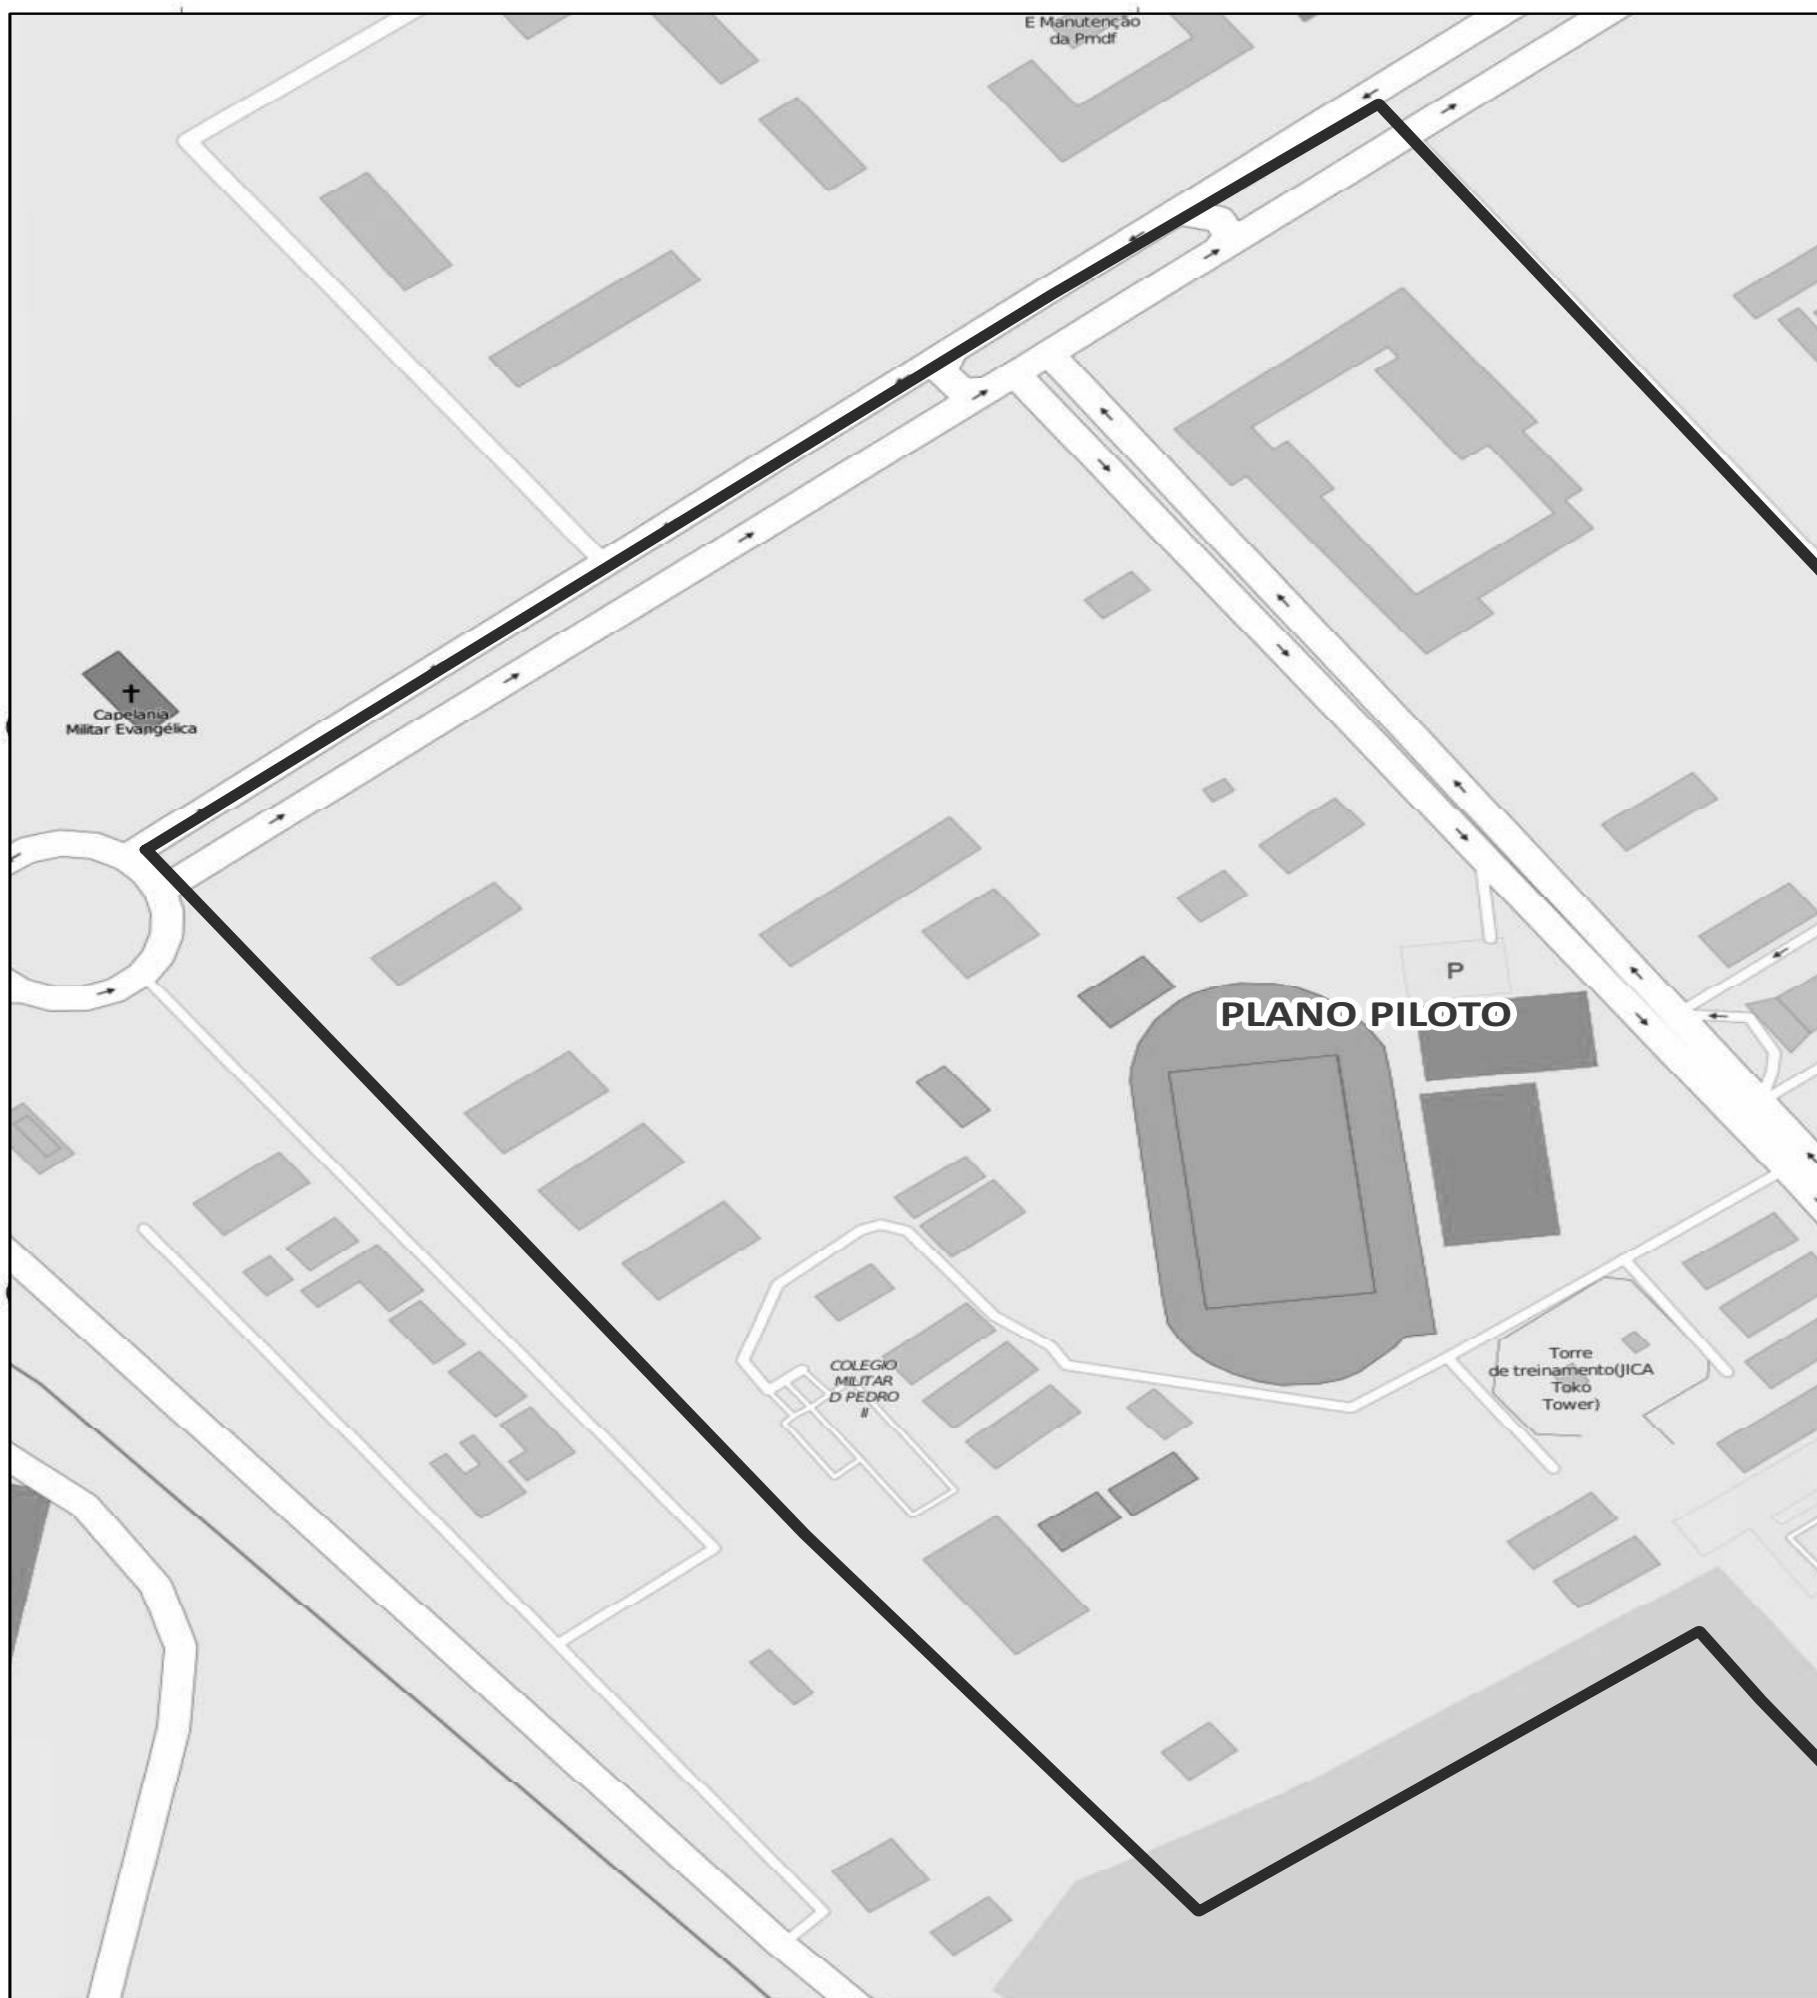 E Manutenção
da Pmdf
Capelania
Militar Evangélica
P
PLANO PILOTO
COLEGIO
MILITAR
D PEDRO
II
Torre
de treinamento(JICA
Toko
Tower)